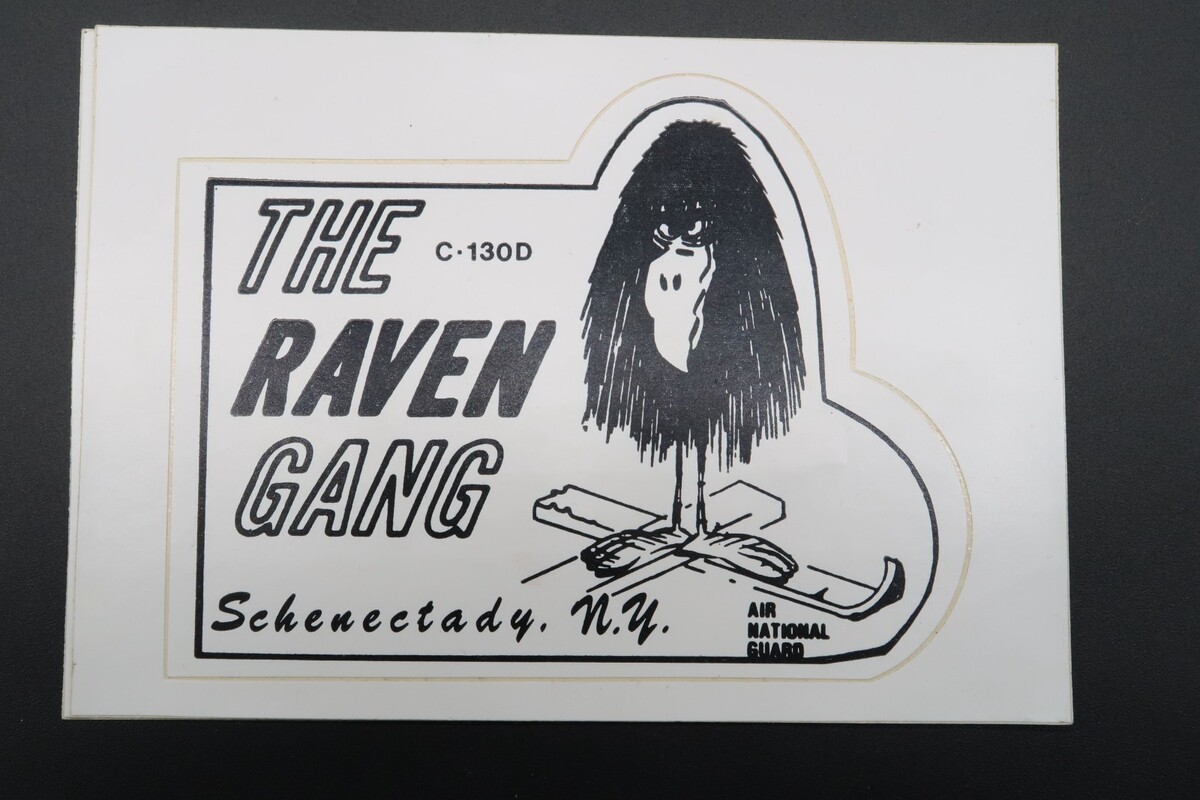 THE
C·130D
RAVEN
GANG
Schenectady, N.Y.
AIR
NATIONAL
GUARD